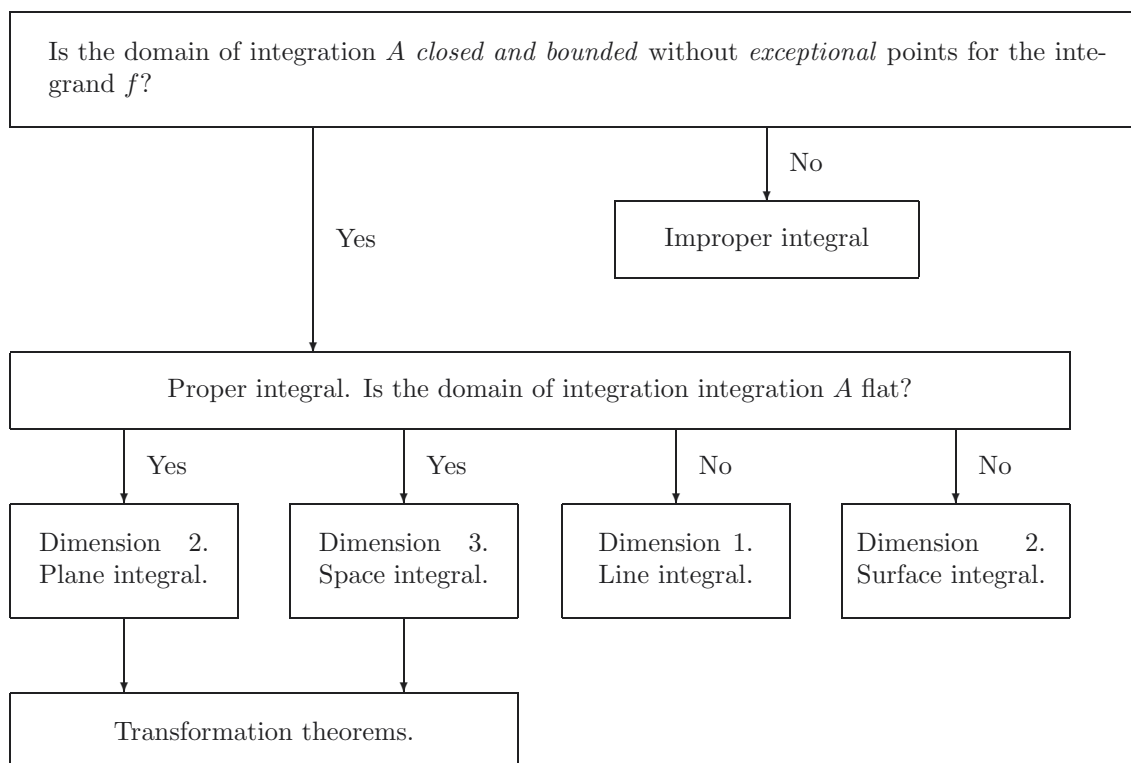 Is the domain of integration A closed and bounded without exceptional points for the inte-
grand f?
No
Yes
Improper integral
Proper integral. Is the domain of integration integration A flat?
Yes
Yes
No
No
Dimension 2.
Plane integral.
Dimension 3.
Space integral.
Dimension 1.
Line integral.
Dimension 2.
Surface integral.
Transformation theorems.